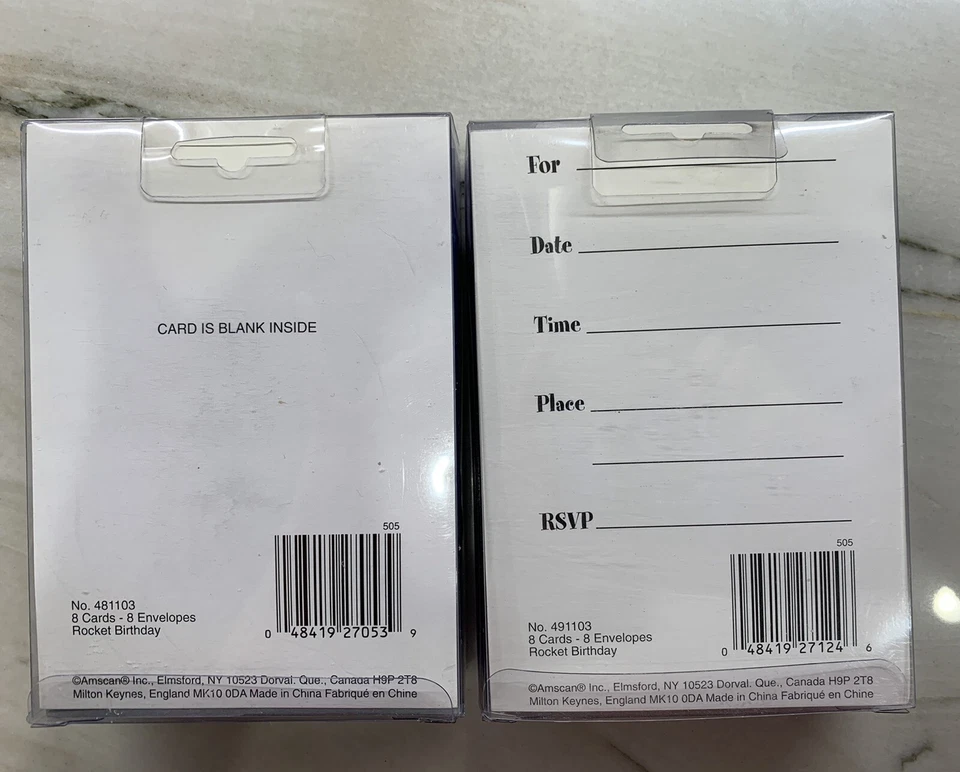 CARD IS BLANK INSIDE
505
No. 481103
8 Cards - 8 Envelopes
Rocket Birthday
0 48419 27053 9
©Amscan® Inc., Elmsford, NY 10523 Dorval. Que., Canada H9P 2T8
Milton Keynes, England MK10 0DA Made in China Fabriqué en Chine
For
Date
Time
Place
RSVP
505
No. 491103
8 Cards - 8 Envelopes
Rocket Birthday
0 48419 27124 6
©Amscan® Inc., Elmsford, NY 10523 Dorval. Que., Canada H9P 2T8
Milton Keynes, England MK10 0DA Made in China Fabriqué en Chine